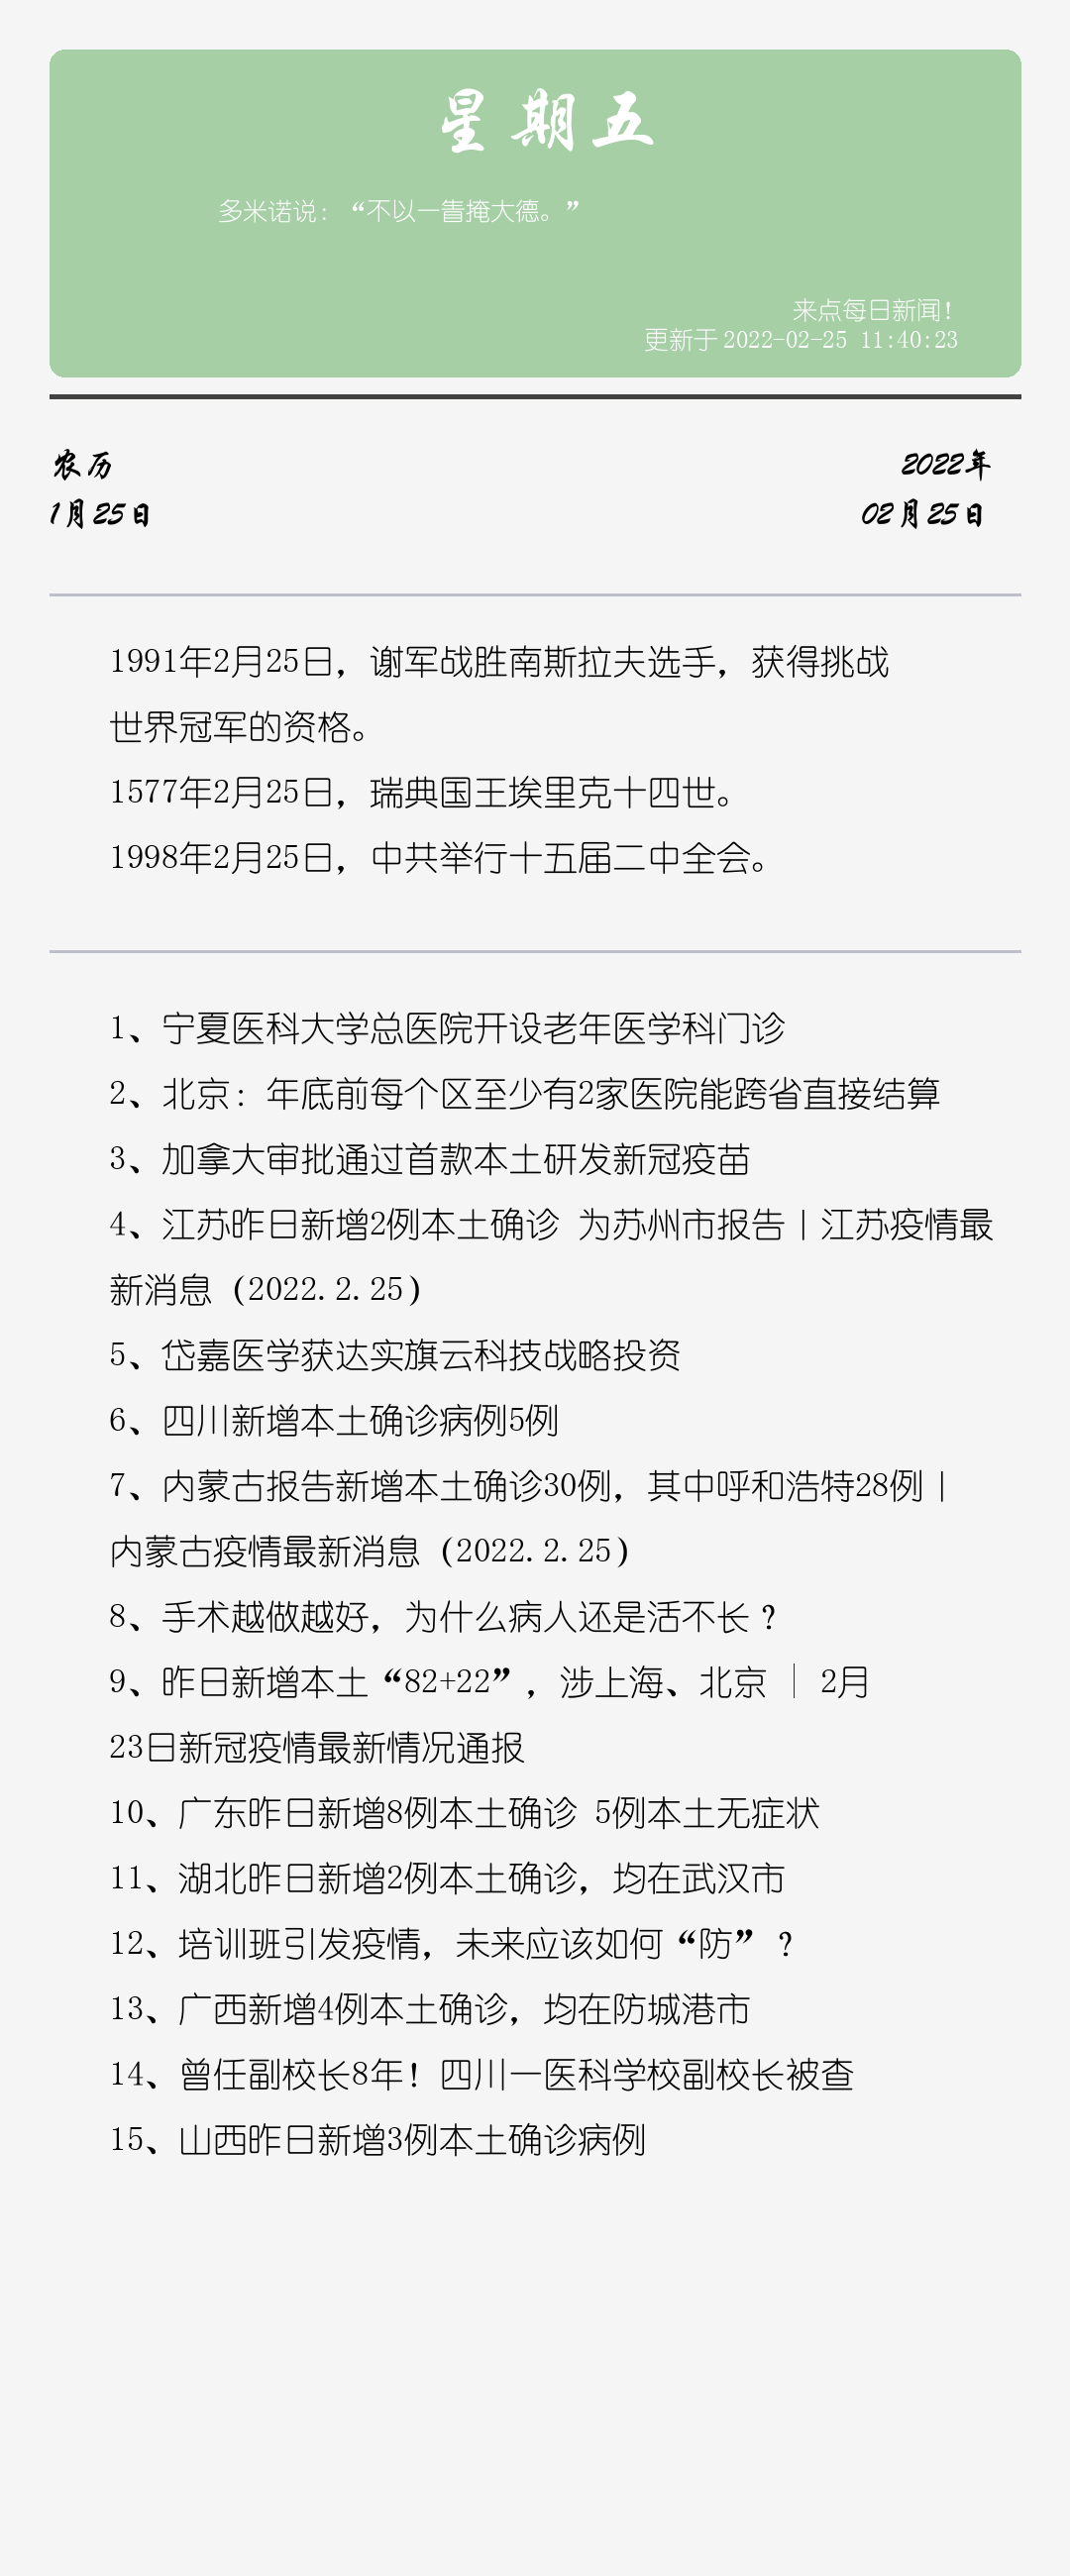 星期五
多米诺说：“不以一眚掩大德。”
来点每日新闻！
更新于 2022-02-25 11:40:23
农历
2022年
1月25日
02月25日
1991年2月25日，谢军战胜南斯拉夫选手，获得挑战
世界冠军的资格。
1577年2月25日，瑞典国王埃里克十四世。
1998年2月25日，中共举行十五届二中全会。
1、宁夏医科大学总医院开设老年医学科门诊
2、北京：年底前每个区至少有2家医院能跨省直接结算
3、加拿大审批通过首款本土研发新冠疫苗
4、江苏昨日新增2例本土确诊 为苏州市报告丨江苏疫情最
新消息（2022.2.25）
5、岱嘉医学获达实旗云科技战略投资
6、四川新增本土确诊病例5例
7、内蒙古报告新增本土确诊30例，其中呼和浩特28例丨
内蒙古疫情最新消息（2022.2.25）
8、手术越做越好，为什么病人还是活不长？
9、昨日新增本土“82+22”，涉上海、北京 │ 2月
23日新冠疫情最新情况通报
10、广东昨日新增8例本土确诊 5例本土无症状
11、湖北昨日新增2例本土确诊，均在武汉市
12、培训班引发疫情，未来应该如何“防”？
13、广西新增4例本土确诊，均在防城港市
14、曾任副校长8年！四川一医科学校副校长被查
15、山西昨日新增3例本土确诊病例